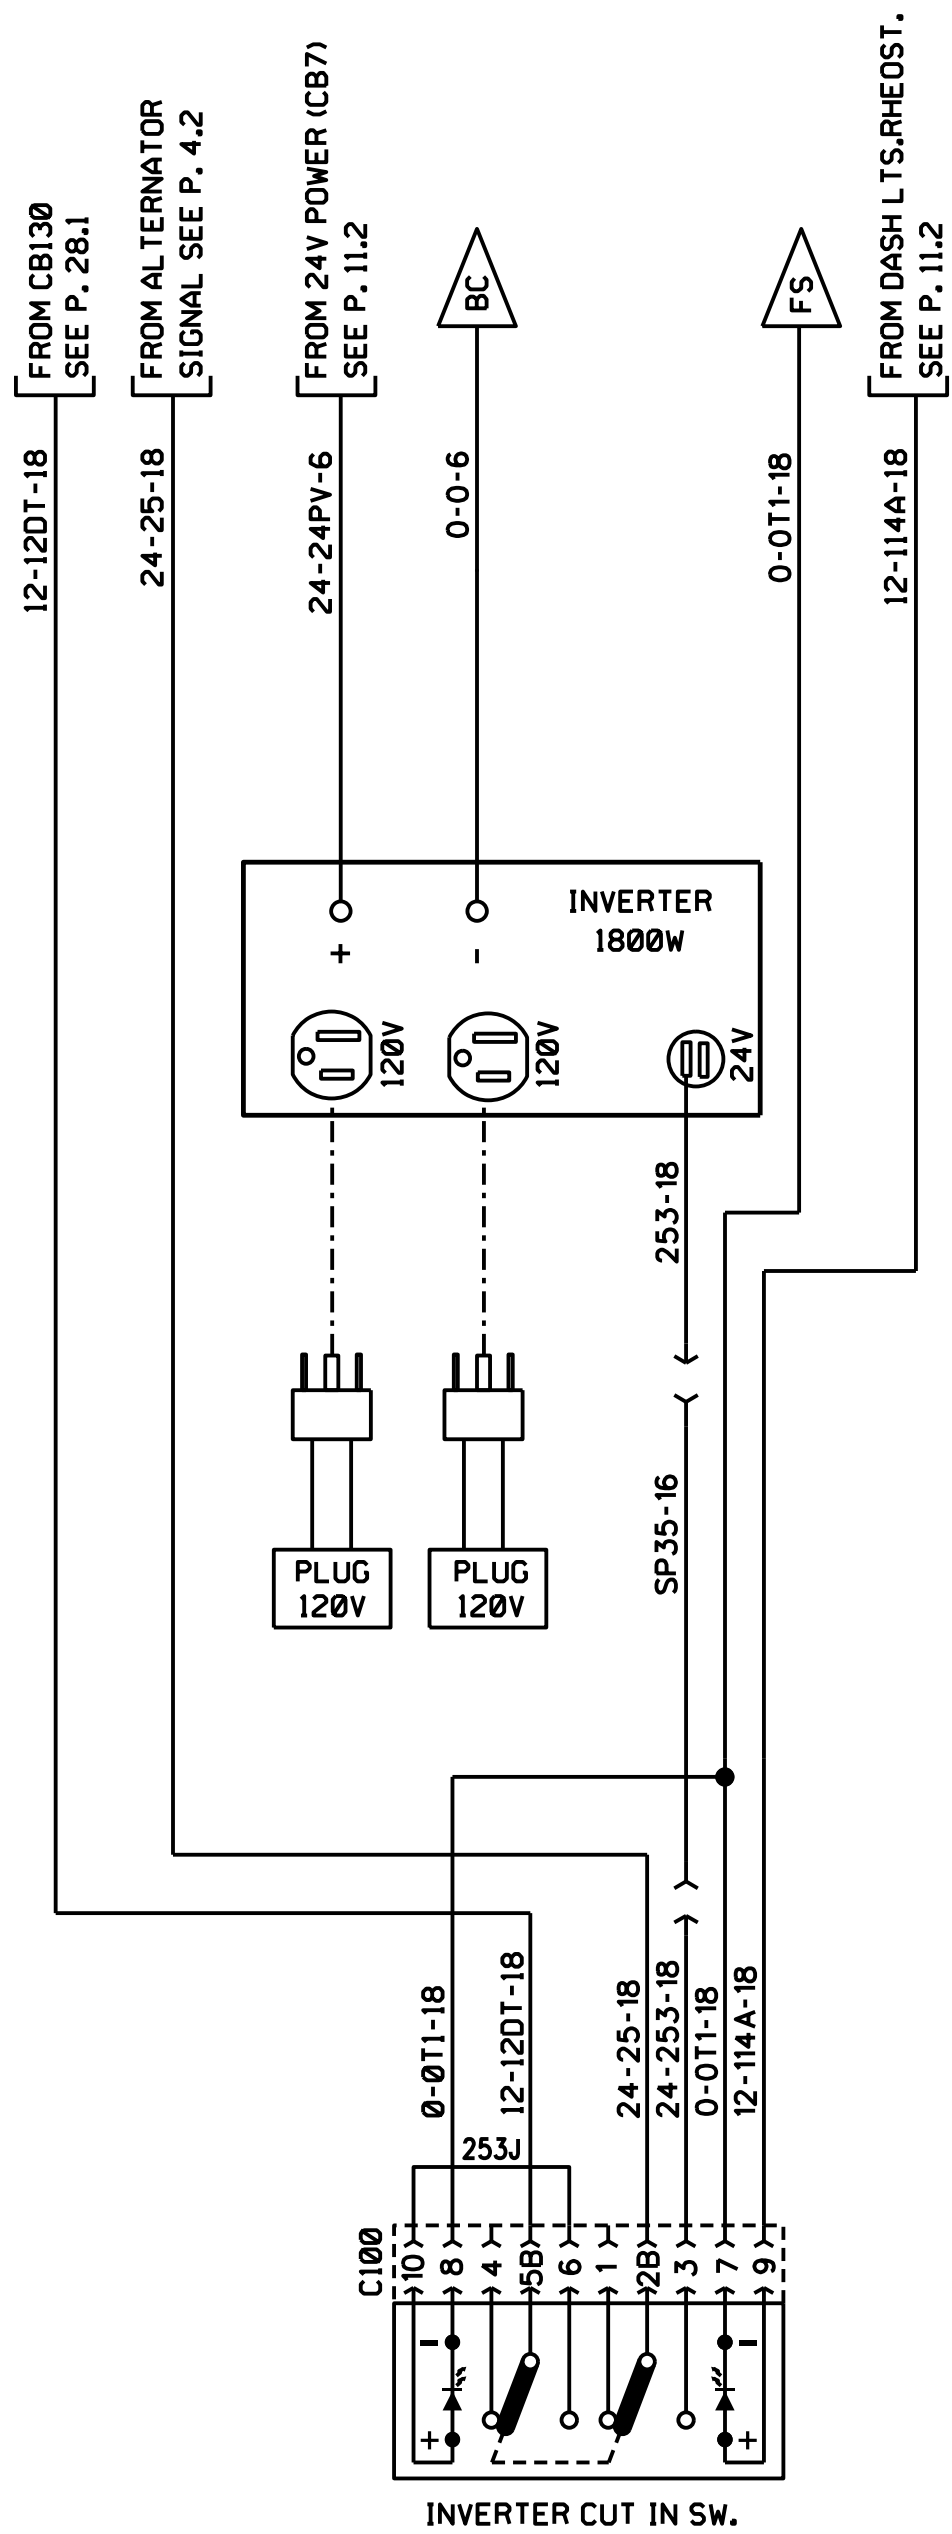 FROM CB130
SEE P. 28.1
FROM ALTERNATOR
SIGNAL SEE P. 4.2
FROM 24V POWER (CB7)
SEE P. 11.2
BC
FS
FROM DASH LTS.RHEOST.
SEE P. 11.2
12-12DT-18
24-25-18
24-24PV-6
0-0-6
0-0T1-18
12-114A-18
INVERTER
1800W
+
-
120V
120V
24V
253-18
SP35-16
PLUG
120V
PLUG
120V
0-0T1-18
12-12DT-18
24-25-18
24-253-18
0-0T1-18
12-114A-18
253J
C100
10
8
4
5B
6
1
2B
3
7
9
-
-
+
+
INVERTER CUT IN SW.